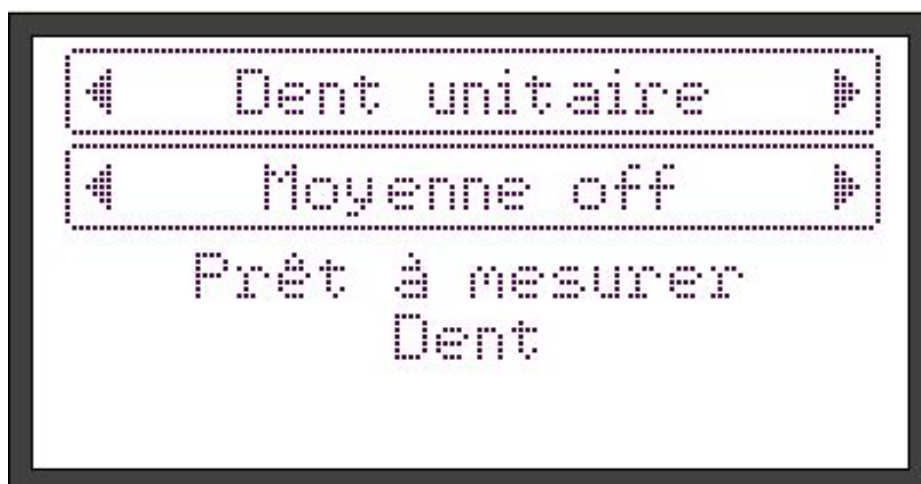 Dent unitaire
Moyenne off
Prêt à mesurer
Dent